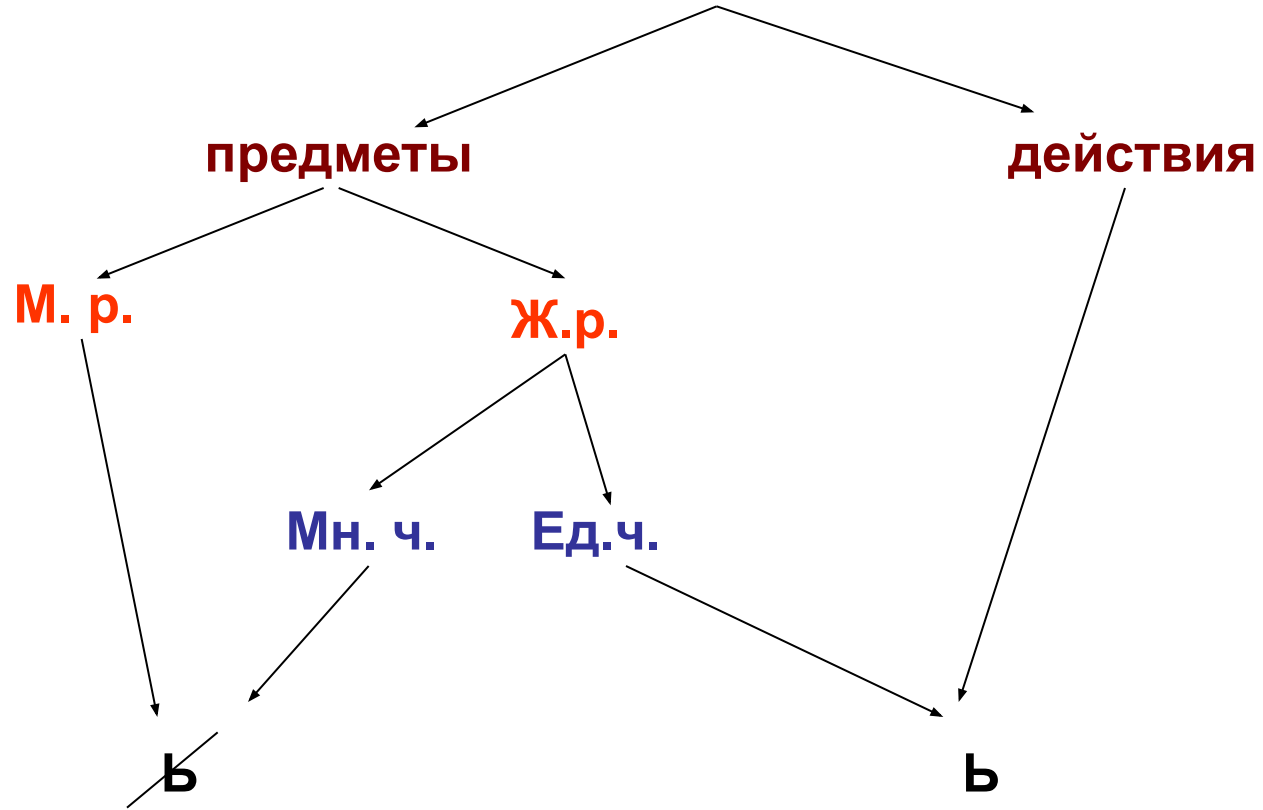 предметы
действия
М. р.
Ж.р.
Мн. ч.
Ед.ч.
Ь
Ь